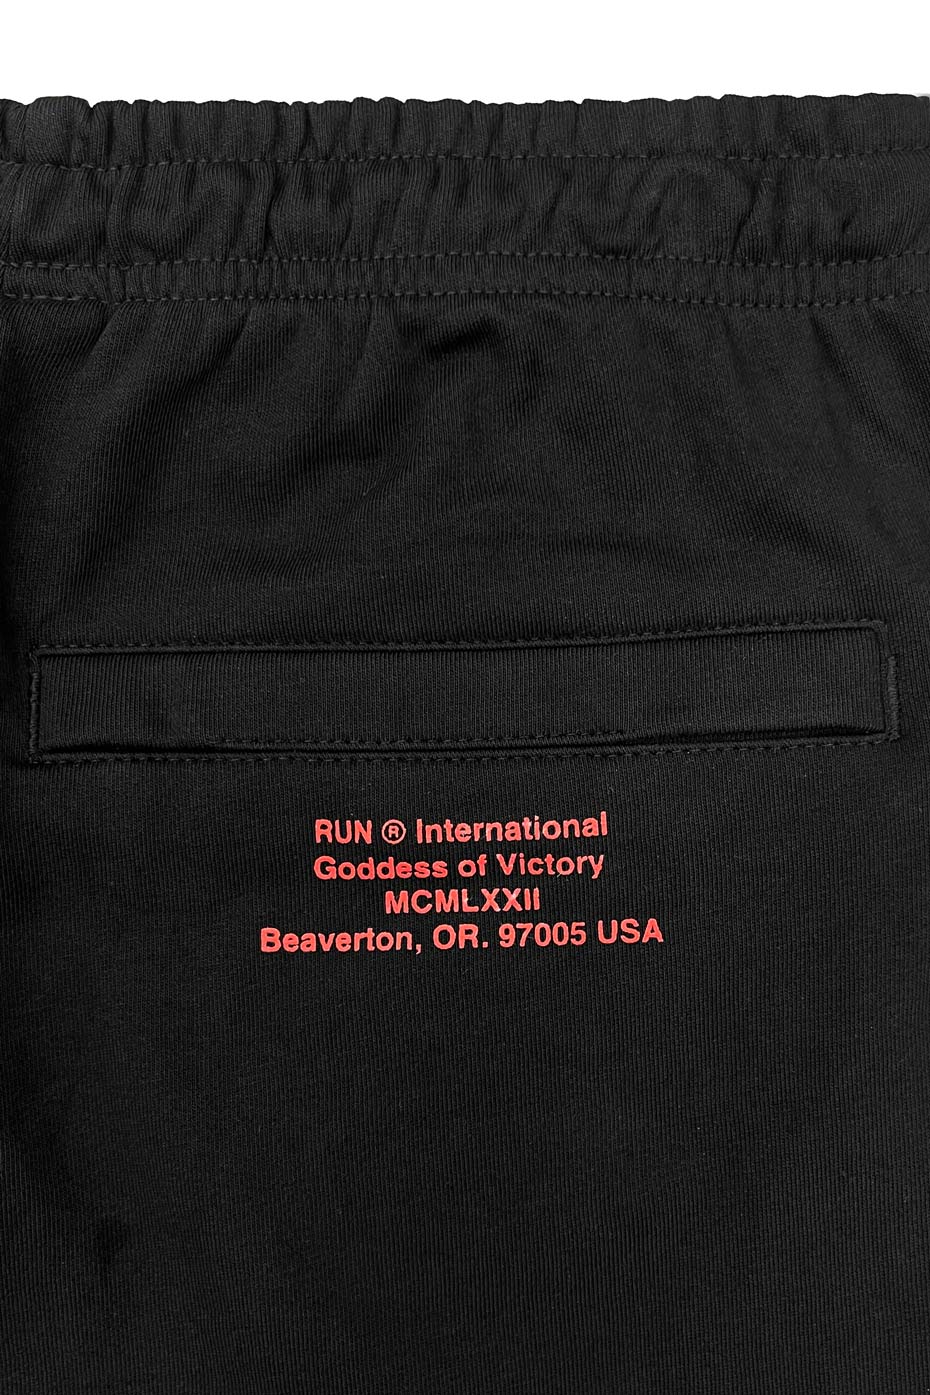 RUN ® International
Goddess of Victory
MCMLXXII
Beaverton, OR. 97005 USA